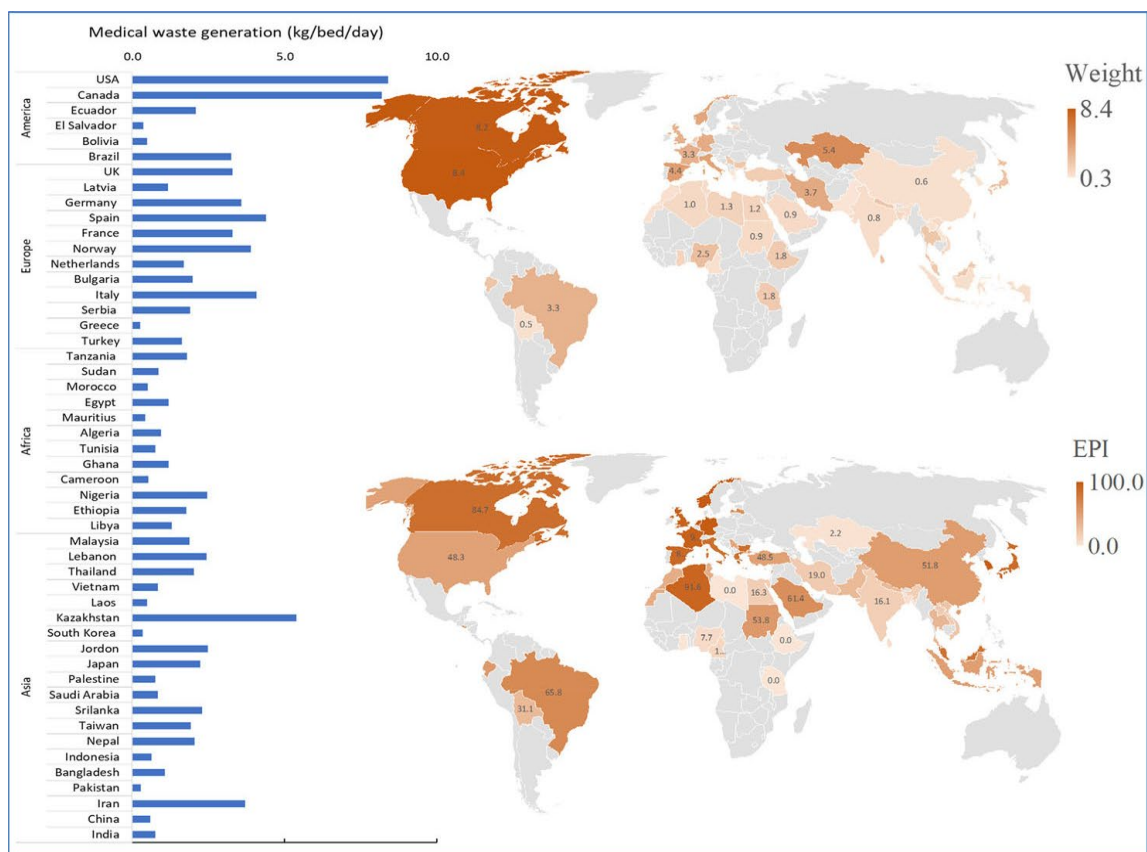 Medical waste generation (kg/bed/day)
0.0 5.0 10.0
America
USA
Canada
Ecuador
El Salvador
Bolivia
Brazil
Europe
UK
Latvia
Germany
Spain
France
Norway
Netherlands
Bulgaria
Italy
Serbia
Greece
Turkey
Africa
Tanzania
Sudan
Morocco
Egypt
Mauritius
Algeria
Tunisia
Ghana
Cameroon
Nigeria
Ethiopia
Libya
Asia
Malaysia
Lebanon
Thailand
Vietnam
Laos
Kazakhstan
South Korea
Jordon
Japan
Palestine
Saudi Arabia
Srilanka
Taiwan
Nepal
Indonesia
Bangladesh
Pakistan
Iran
China
India
Weight
8.4
0.3
8.2
8.4
3.3
0.5
3.3
4.4
5.4
3.7
0.6
1.0
1.3
1.2
0.9
0.8
0.9
2.5
1.8
1.8
EPI
100.0
0.0
84.7
48.3
65.8
31.1
48.5
2.2
51.8
19.0
93.6
0.0
16.3
61.4
16.1
53.8
7.7
1...
0.0
0.0